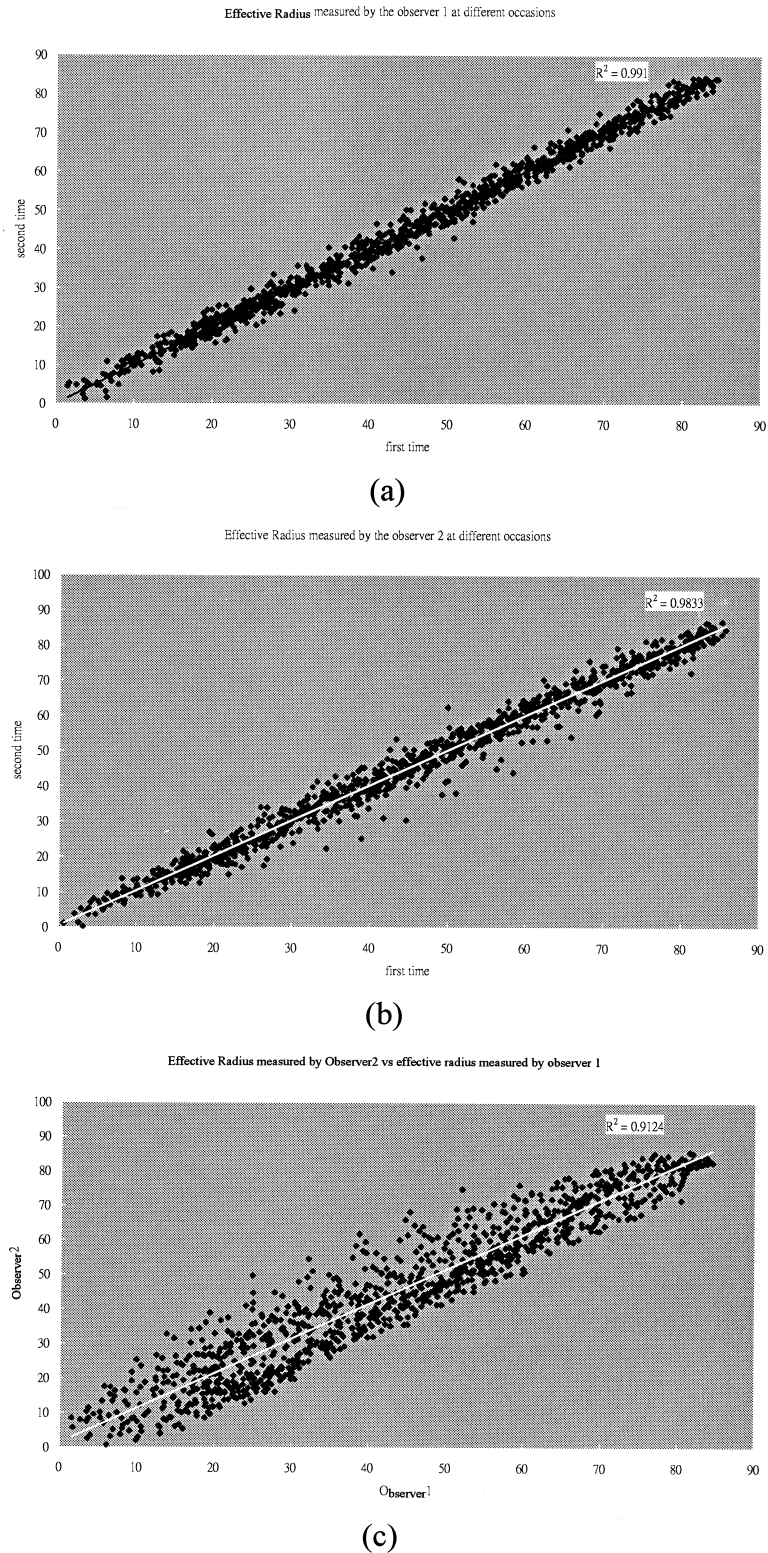 Effective Radius measured by the observer 1 at different occasions
90
80
70
60
50
40
30
20
10
0
second time
R² = 0.991
0 10 20 30 40 50 60 70 80 90
first time
(a)
Effective Radius measured by the observer 2 at different occasions
100
90
80
70
60
50
40
30
20
10
0
second time
R² = 0.9833
0 10 20 30 40 50 60 70 80 90
first time
(b)
Effective Radius measured by Observer2 vs effective radius measured by observer 1
100
90
80
70
60
50
40
30
20
10
0
Observer2
R² = 0.9124
0 10 20 30 40 50 60 70 80 90
Observer1
(c)